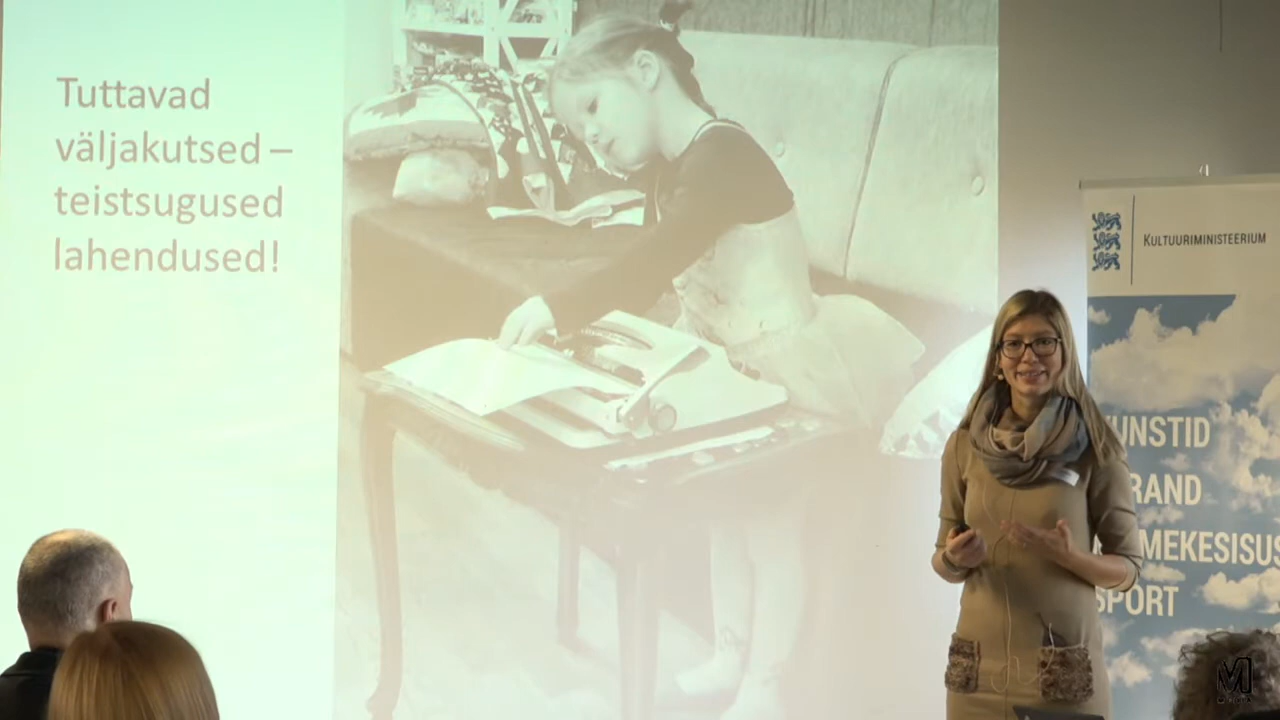 Tuttavad
väljakutsed –
teistsugused
lahendused!
KULTUURIMINISTEERIUM
UNSTID
RAND
MEKESISUS
SPORT